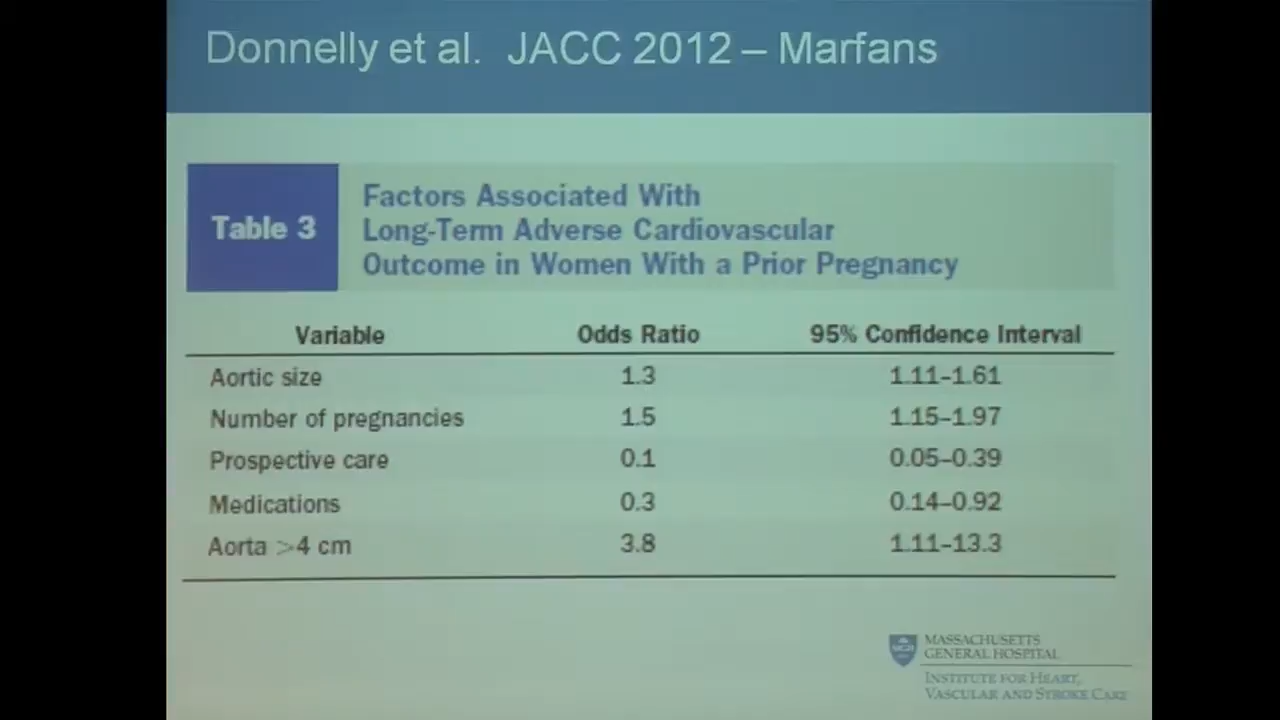 Donnelly et al. JACC 2012 – Marfans
Table 3
Factors Associated With
Long-Term Adverse Cardiovascular
Outcome in Women With a Prior Pregnancy
Variable Odds Ratio 95% Confidence Interval
Aortic size 1.3 1.11–1.61
Number of pregnancies 1.5 1.15–1.97
Prospective care 0.1 0.05–0.39
Medications 0.3 0.14–0.92
Aorta >4 cm 3.8 1.11–13.3
MGH
MASSACHUSETTS
GENERAL HOSPITAL
INSTITUTE FOR HEART,
VASCULAR AND STROKE CARE